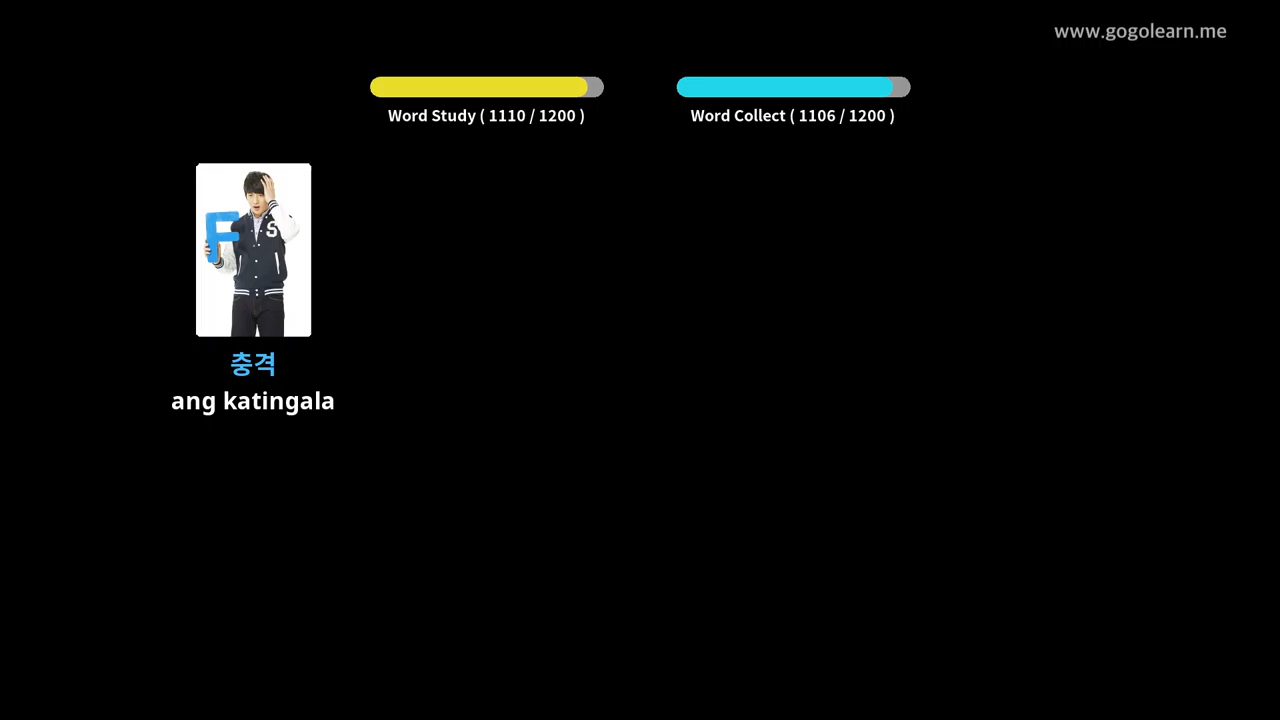 www.gogolearn.me
Word Study ( 1110 / 1200 )
Word Collect ( 1106 / 1200 )
F
S
충격
ang katingala